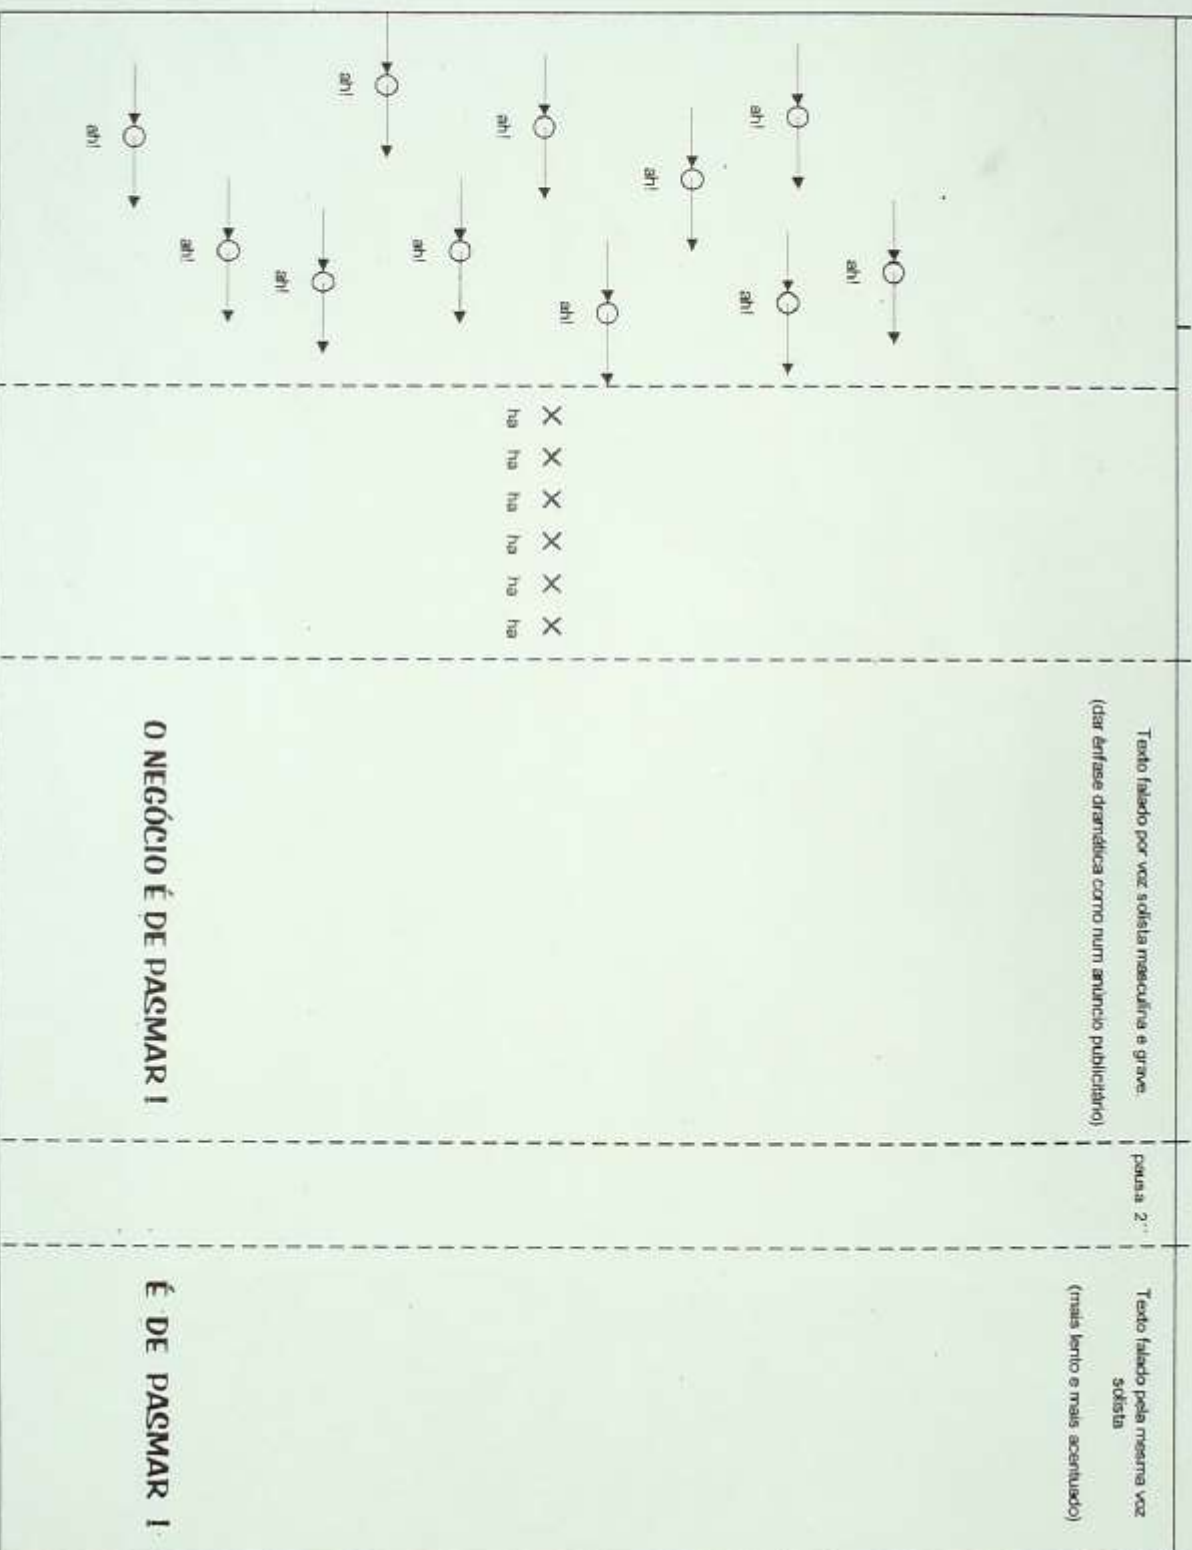 ah!
ah!
ah!
ah!
ah!
ah!
ah!
ah!
ah!
ah!
ah!
ha ha ha ha ha ha
Texto falado por voz solista masculina e grave.
(dar ênfase dramática como num anúncio publicitário)
O NEGÓCIO É DE PASMAR !
pausa 2''
Texto falado pela mesma voz
solista
(mais lento e mais acentuado)
É DE PASMAR !